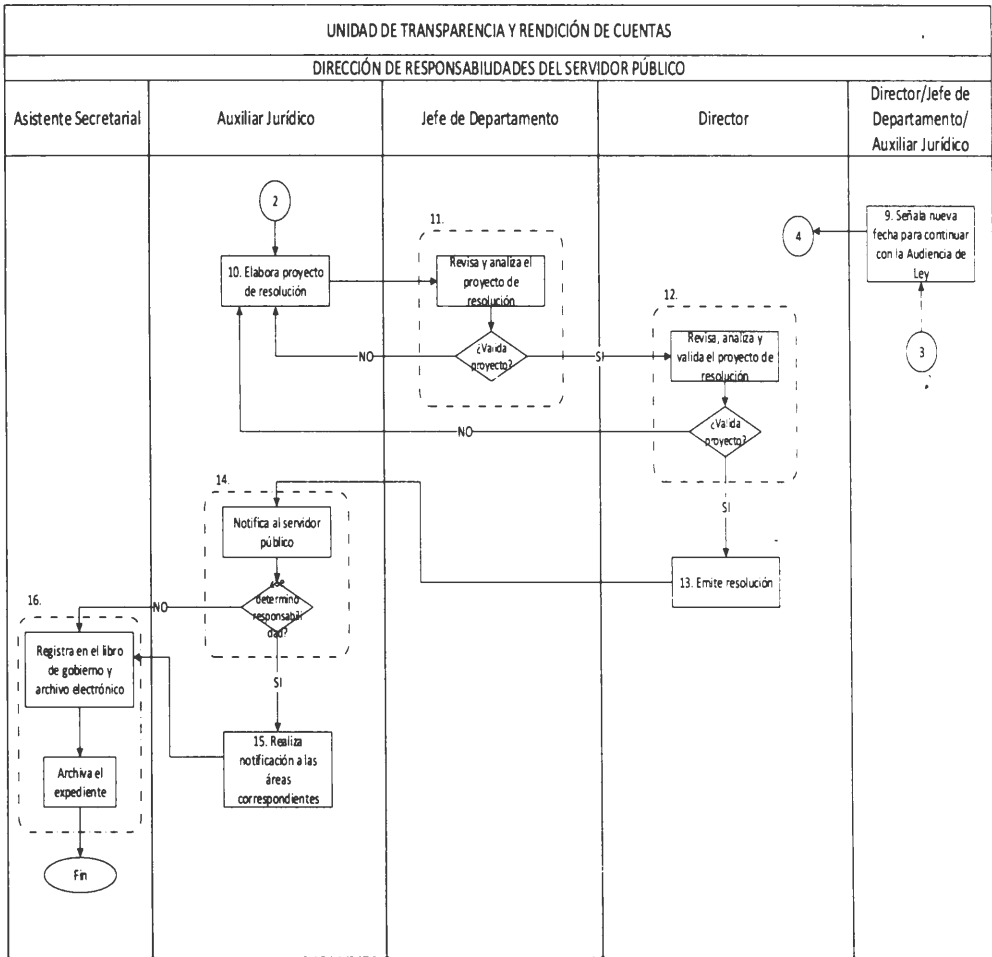 UNIDAD DE TRANSPARENCIA Y RENDICIÓN DE CUENTAS
DIRECCIÓN DE RESPONSABILIDADES DEL SERVIDOR PÚBLICO
Asistente Secretarial
Auxiliar Jurídico
Jefe de Departamento
Director
Director/Jefe de
Departamento/
Auxiliar Jurídico
2
10. Elabora proyecto
de resolución
11.
Revisa y analiza el
proyecto de
resolución
¿Valida
proyecto?
NO
SI
12.
Revisa, analiza y
valida el proyecto de
resolución
¿Valida
proyecto?
NO
SI
4
9. Señala nueva
fecha para continuar
con la Audiencia de
Ley
3
13. Emite resolución
14.
Notifica al servidor
público
¿Se
determinó
responsabili
dad?
NO
SI
15. Realiza
notificación a las
áreas
correspondientes
16.
Registra en el libro
de gobierno y
archivo electrónico
Archiva el
expediente
Fin